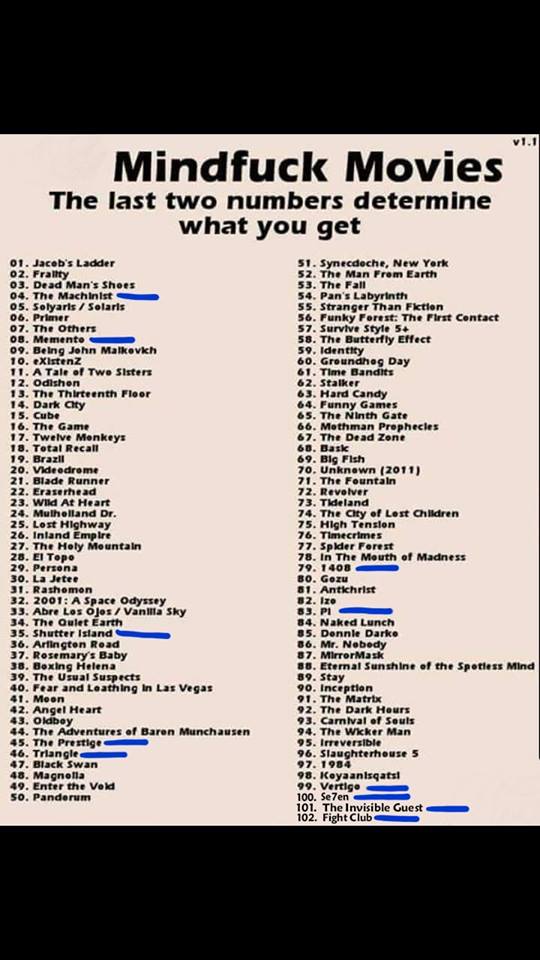 v1.1
Mindfuck Movies
The last two numbers determine
what you get
01. Jacob's Ladder
02. Frailty
03. Dead Man's Shoes
04. The Machinist
05. Solyaris / Solaris
06. Primer
07. The Others
08. Memento
09. Being John Malkovich
10. eXistenZ
11. A Tale of Two Sisters
12. Odishon
13. The Thirteenth Floor
14. Dark City
15. Cube
16. The Game
17. Twelve Monkeys
18. Total Recall
19. Brazil
20. Videodrome
21. Blade Runner
22. Eraserhead
23. Wild At Heart
24. Mulholland Dr.
25. Lost Highway
26. Inland Empire
27. The Holy Mountain
28. El Topo
29. Persona
30. La Jetee
31. Rashomon
32. 2001: A Space Odyssey
33. Abre Los Ojos / Vanilla Sky
34. The Quiet Earth
35. Shutter Island
36. Arlington Road
37. Rosemary's Baby
38. Boxing Helena
39. The Usual Suspects
40. Fear and Loathing in Las Vegas
41. Moon
42. Angel Heart
43. Oldboy
44. The Adventures of Baron Munchausen
45. The Prestige
46. Triangle
47. Black Swan
48. Magnolia
49. Enter the Void
50. Pandorum
51. Synecdoche, New York
52. The Man From Earth
53. The Fall
54. Pan's Labyrinth
55. Stranger Than Fiction
56. Funky Forest: The First Contact
57. Survive Style 5+
58. The Butterfly Effect
59. Identity
60. Groundhog Day
61. Time Bandits
62. Stalker
63. Hard Candy
64. Funny Games
65. The Ninth Gate
66. Mothman Prophecies
67. The Dead Zone
68. Basic
69. Big Fish
70. Unknown (2011)
71. The Fountain
72. Revolver
73. Tideland
74. The City of Lost Children
75. High Tension
76. Timecrimes
77. Spider Forest
78. In The Mouth of Madness
79. 1408
80. Gozu
81. Antichrist
82. Izo
83. Pi
84. Naked Lunch
85. Donnie Darko
86. Mr. Nobody
87. MirrorMask
88. Eternal Sunshine of the Spotless Mind
89. Stay
90. Inception
91. The Matrix
92. The Dark Hours
93. Carnival of Souls
94. The Wicker Man
95. Irreversible
96. Slaughterhouse 5
97. 1984
98. Koyaanisqatsi
99. Vertigo
100. Se7en
101. The Invisible Guest
102. Fight Club